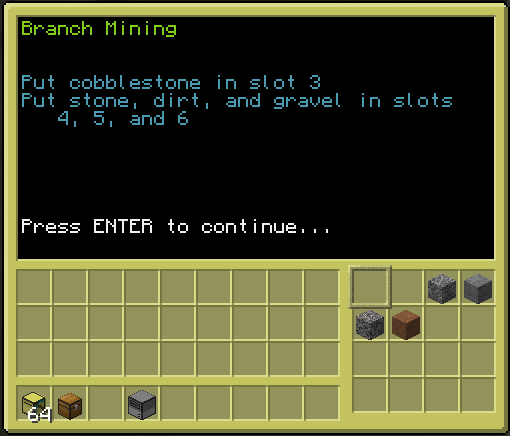 Branch Mining
Put cobblestone in slot 3
Put stone, dirt, and gravel in slots
4, 5, and 6
Press ENTER to continue...
64